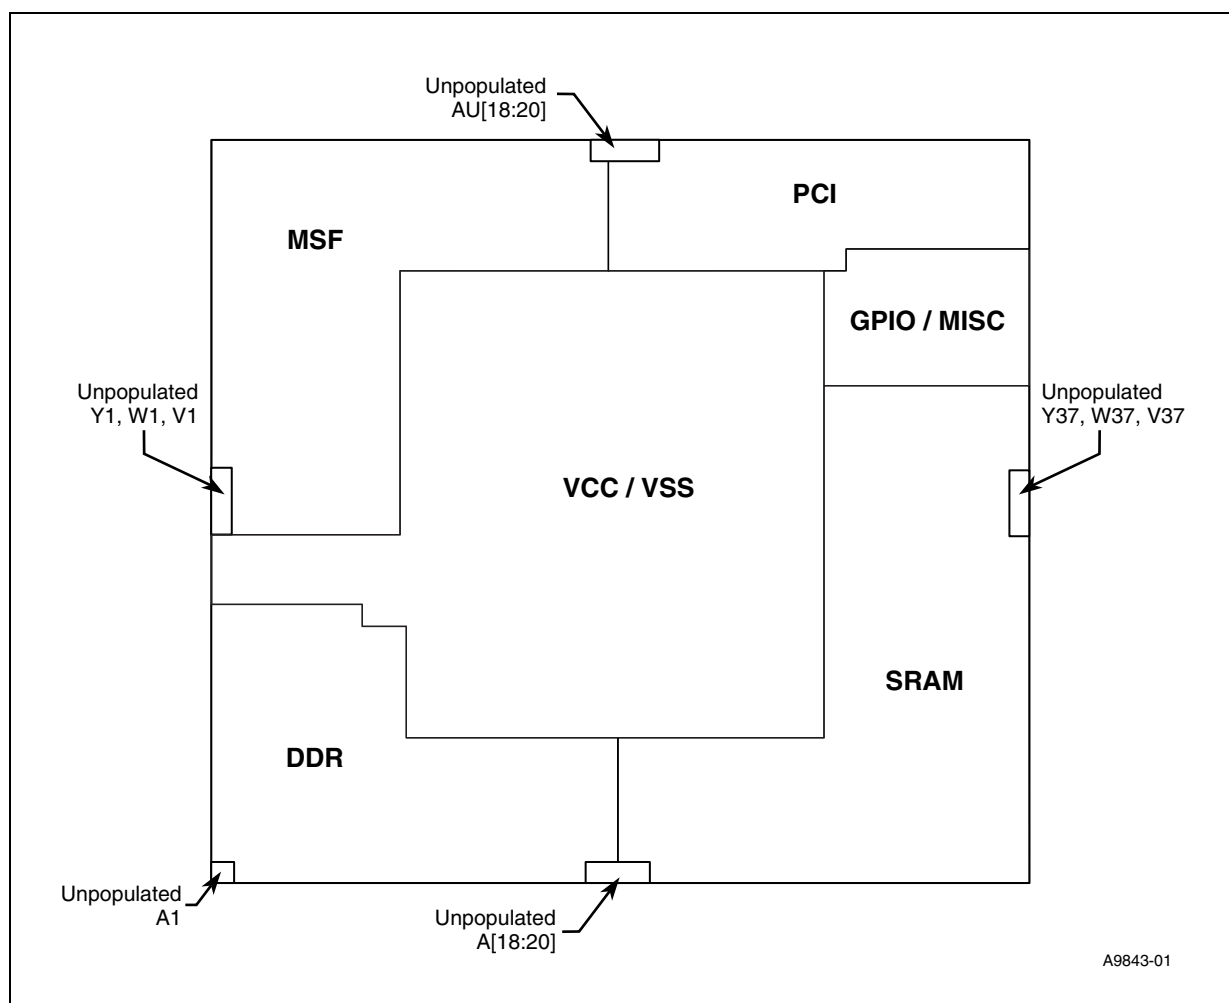 Unpopulated
AU[18:20]
PCI
MSF
GPIO / MISC
Unpopulated
Y1, W1, V1
Unpopulated
Y37, W37, V37
VCC / VSS
SRAM
DDR
Unpopulated
A1
Unpopulated
A[18:20]
A9843-01